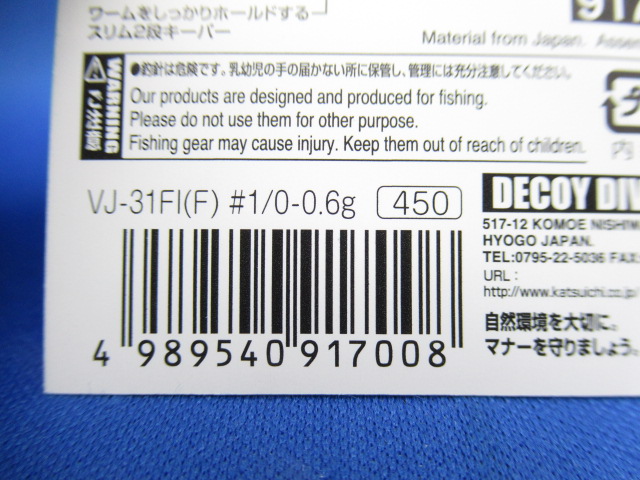 ワームをしっかりホールドする
スリム2段キーパー
917
Material from Japan. Asse
WARNING
●釣針は危険です。乳幼児の手の届かない所に保管し、管理には充分注意してください。
Our products are designed and produced for fishing.
Please do not use them for other purpose.
Fishing gear may cause injury. Keep them out of reach of children.
内
VJ-31FI(F) #1/0-0.6g 450
DECOY DIV
517-12 KOMOE NISHIW
HYOGO JAPAN.
TEL:0795-22-5036 FAX:
URL:
http://www.katsuichi.co.jp/
自然環境を大切に。
マナーを守りましょう。
4 989540 917008